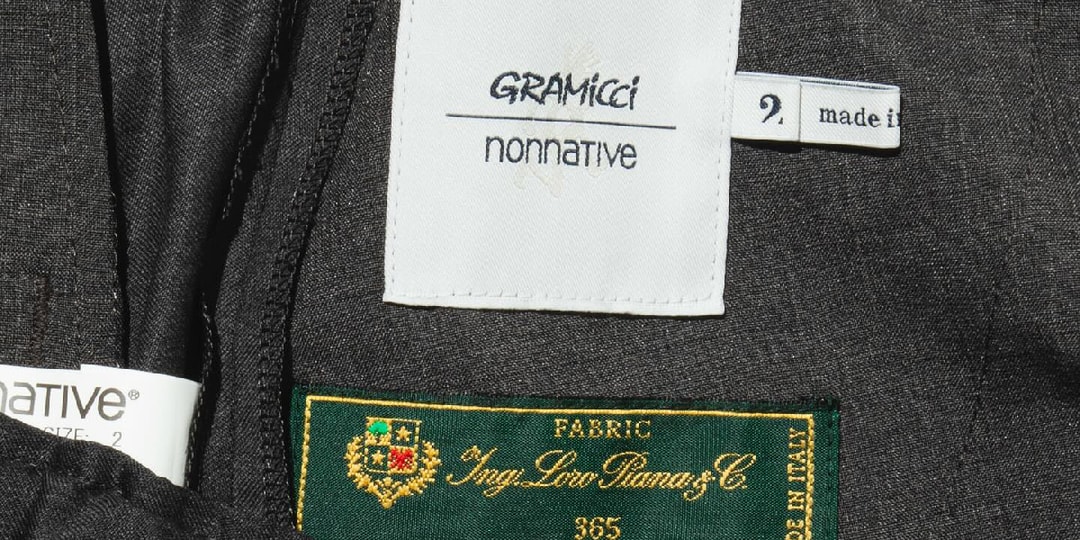 GRAMiCCi
nonnaTIVe
2
made i
naTIVe®
SIZE: 2
FABRIC
Ing. Loro Piana & C.
365
DE IN ITALY